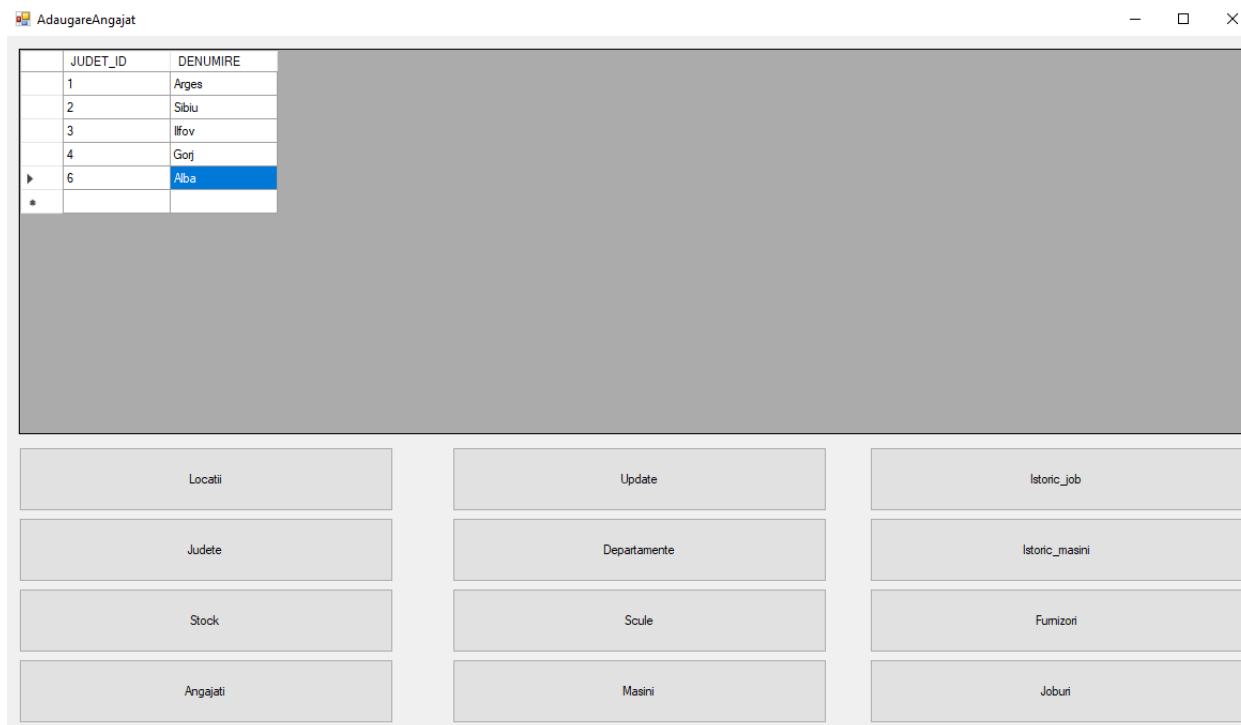 AdaugareAngajat
JUDET_ID DENUMIRE
1 Arges
2 Sibiu
3 Ilfov
4 Gorj
6 Alba
Locatii Update Istoric_job
Judete Departamente Istoric_masini
Stock Scule Furnizori
Angajati Masini Joburi